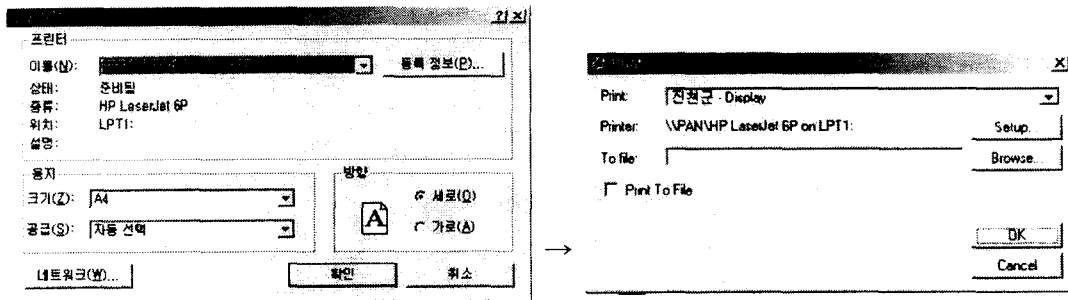 프린터
이름(N):
등록 정보(P)...
상태: 준비됨
종류: HP LaserJet 6P
위치: LPT1:
설명:
용지
크기(Z): A4
공급(S): 자동 선택
방향
A
세로(O)
가로(A)
네트워크(W)...
확인
취소
→
Print: 진천군 - Display
Printer: \\PAN\HP LaserJet 6P on LPT1:
Setup...
To file:
Browse...
Print To File
OK
Cancel